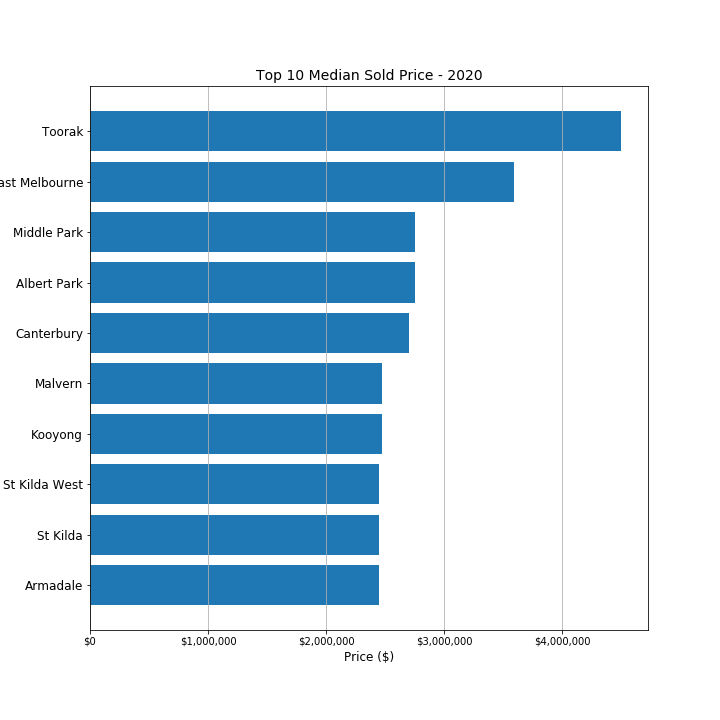 Top 10 Median Sold Price - 2020
Toorak
ast Melbourne
Middle Park
Albert Park
Canterbury
Malvern
Kooyong
St Kilda West
St Kilda
Armadale
$0 $1,000,000 $2,000,000 $3,000,000 $4,000,000
Price ($)